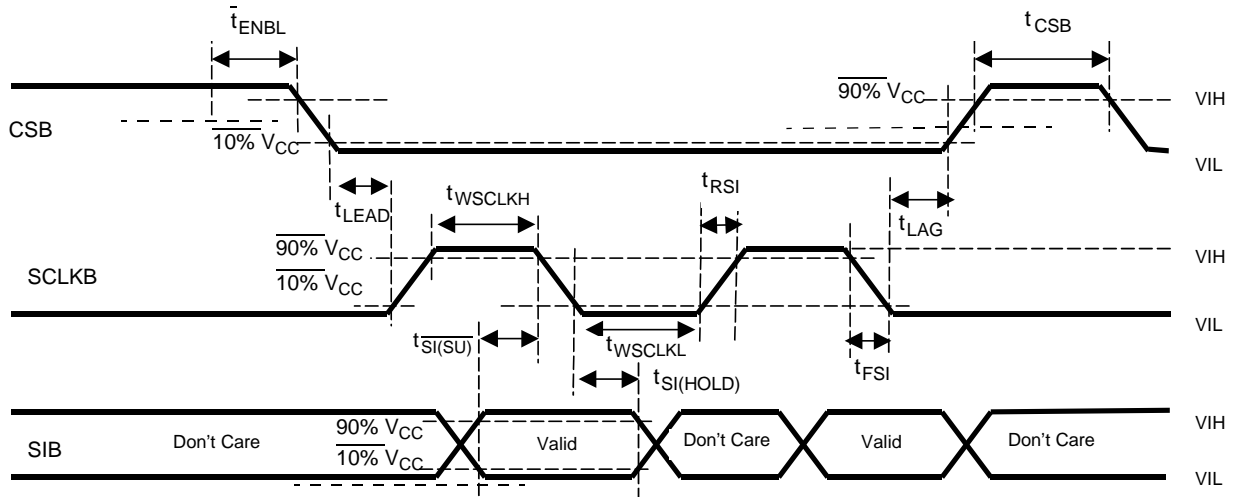 tENBL
tCSB
90% VCC
VIH
CSB
10% VCC
VIL
tRSI
tWSCLKH
tLEAD
tLAG
90% VCC
VIH
SCLKB
10% VCC
VIL
tSI(SU)
tWSCLKL
tFSI
tSI(HOLD)
90% VCC
VIH
SIB
Don't Care
Valid
Don't Care
Valid
Don't Care
10% VCC
VIL